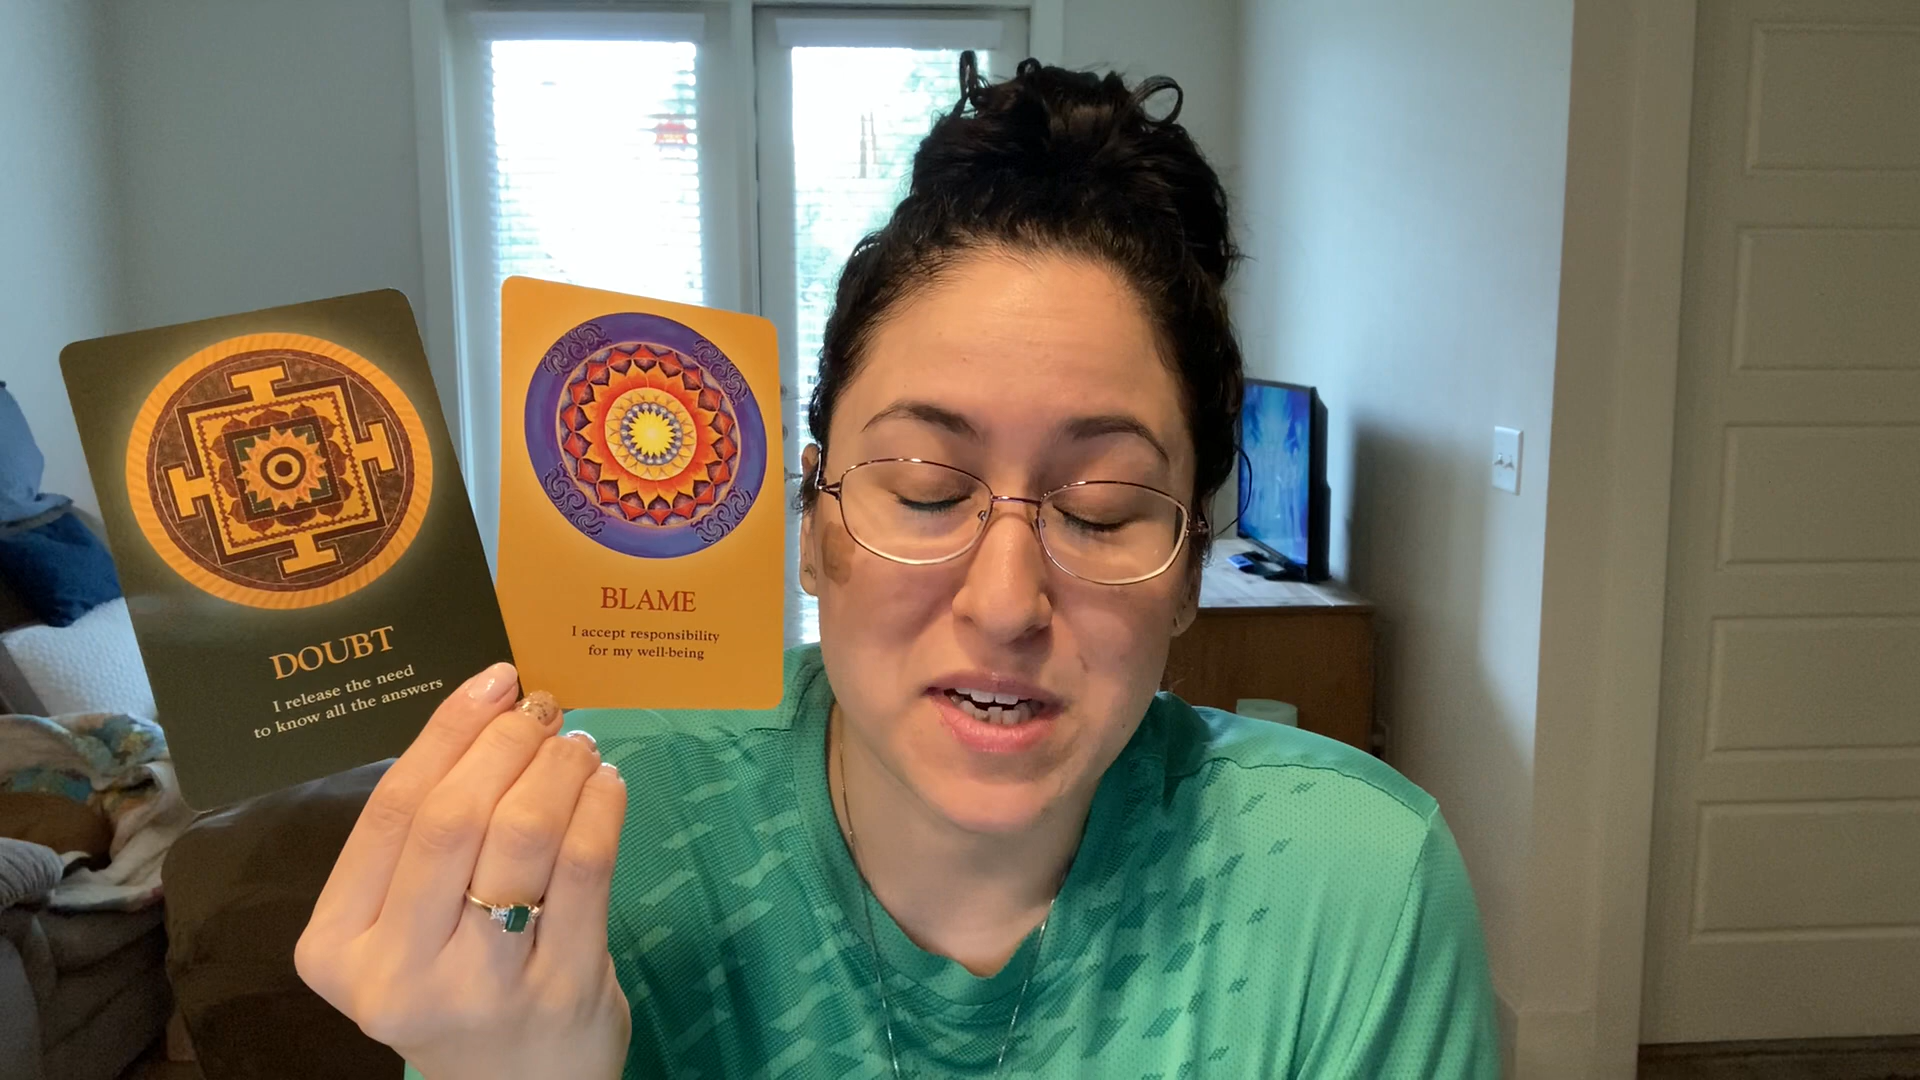 DOUBT
I release the need
to know all the answers
BLAME
I accept responsibility
for my well-being